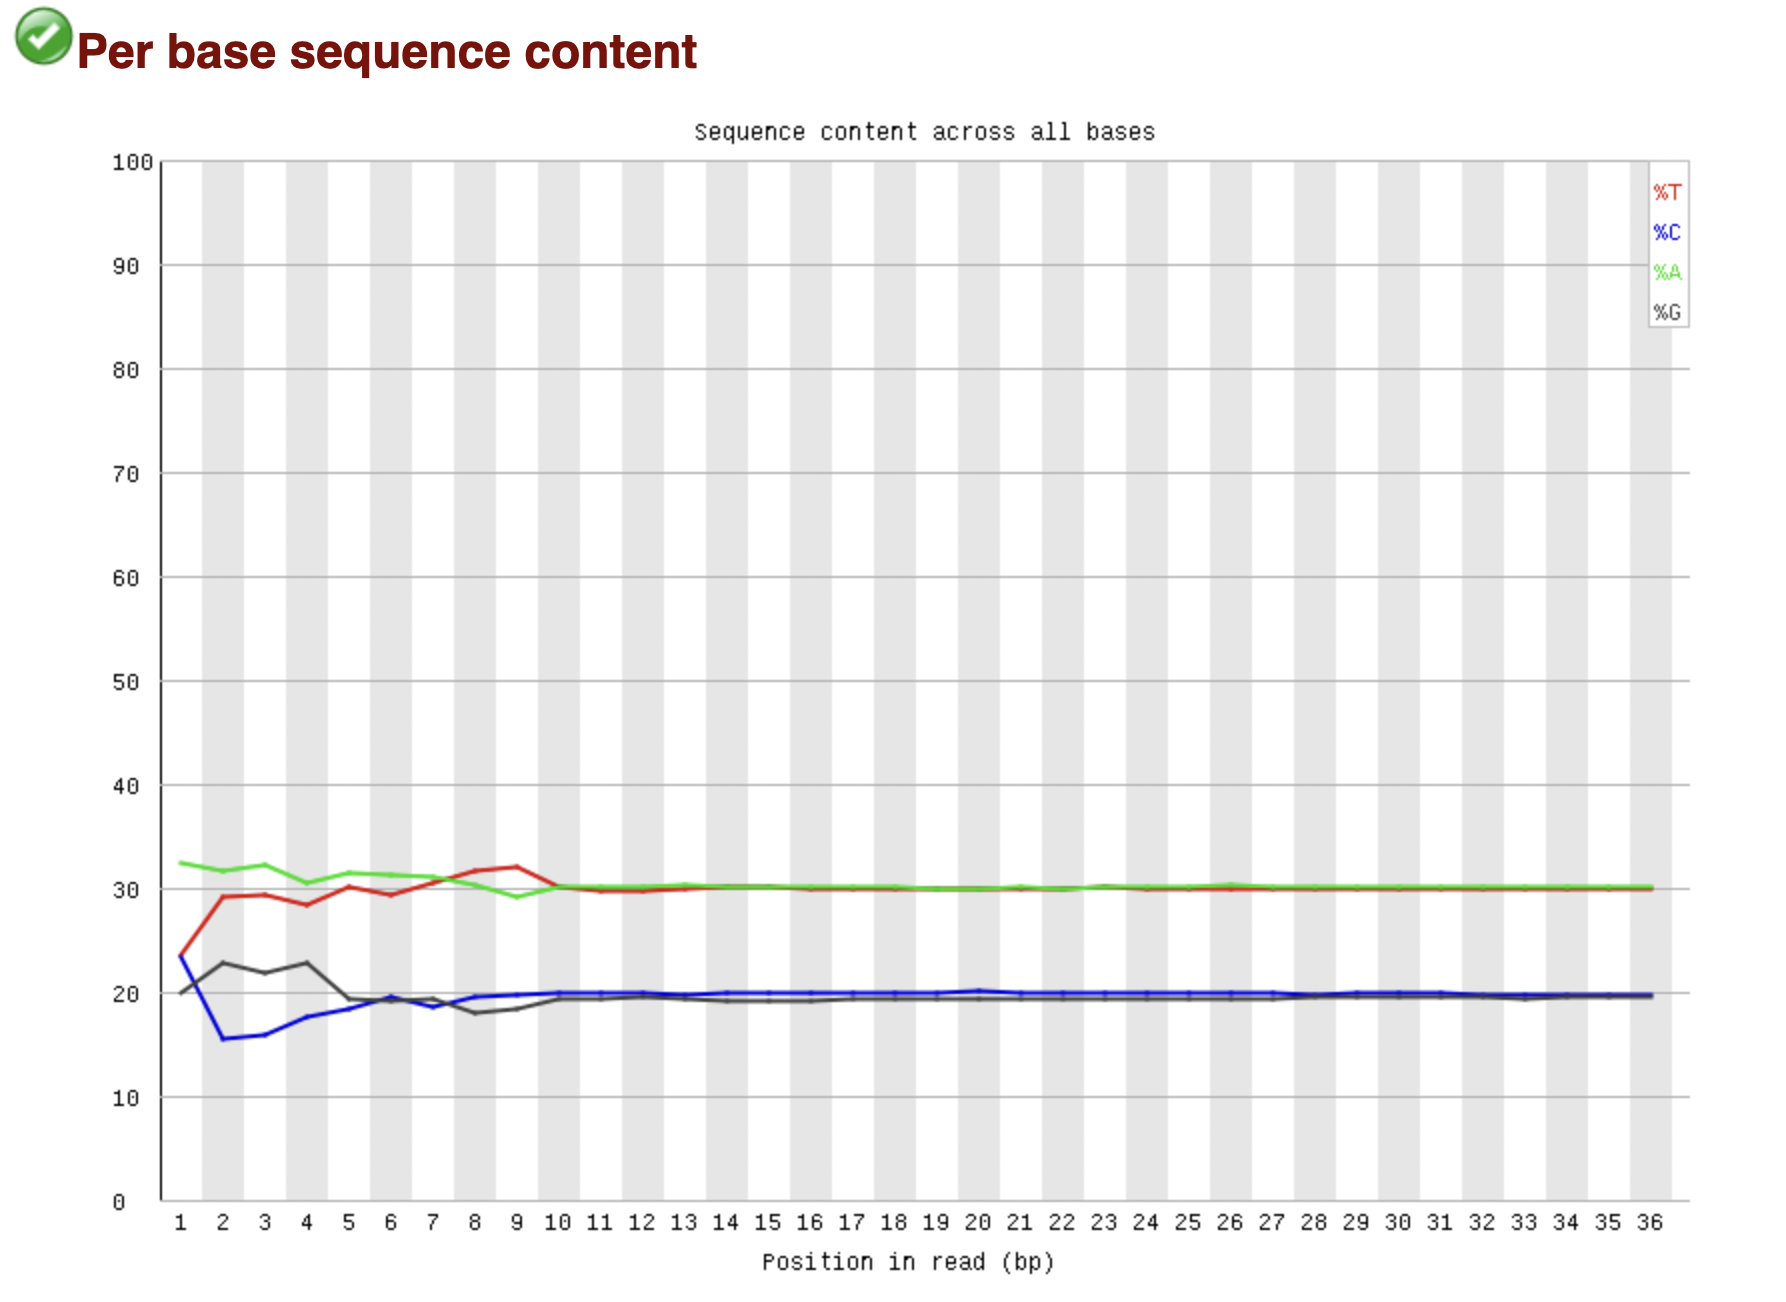 Per base sequence content
Sequence content across all bases
100
%T
%C
90
%A
%G
80
70
60
50
40
30
20
10
0
1 2 3 4 5 6 7 8 9 10 11 12 13 14 15 16 17 18 19 20 21 22 23 24 25 26 27 28 29 30 31 32 33 34 35 36
Position in read (bp)